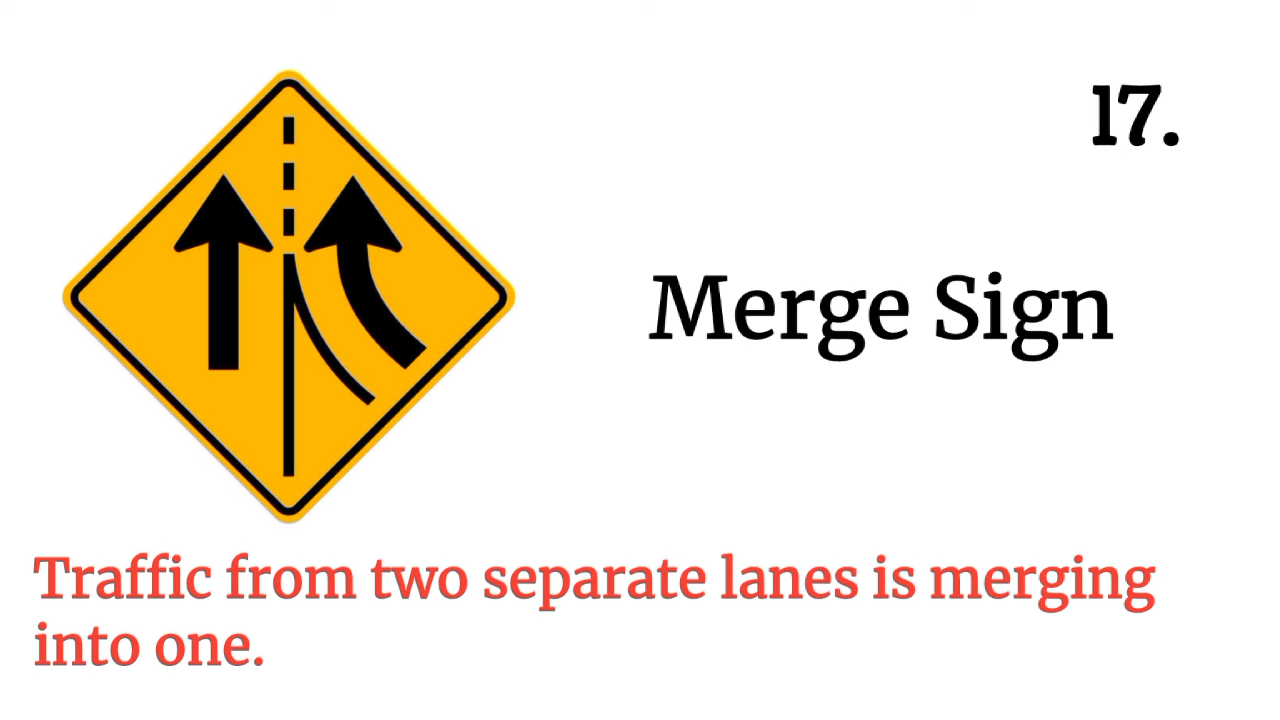 17.
Merge Sign
Traffic from two separate lanes is merging
into one.